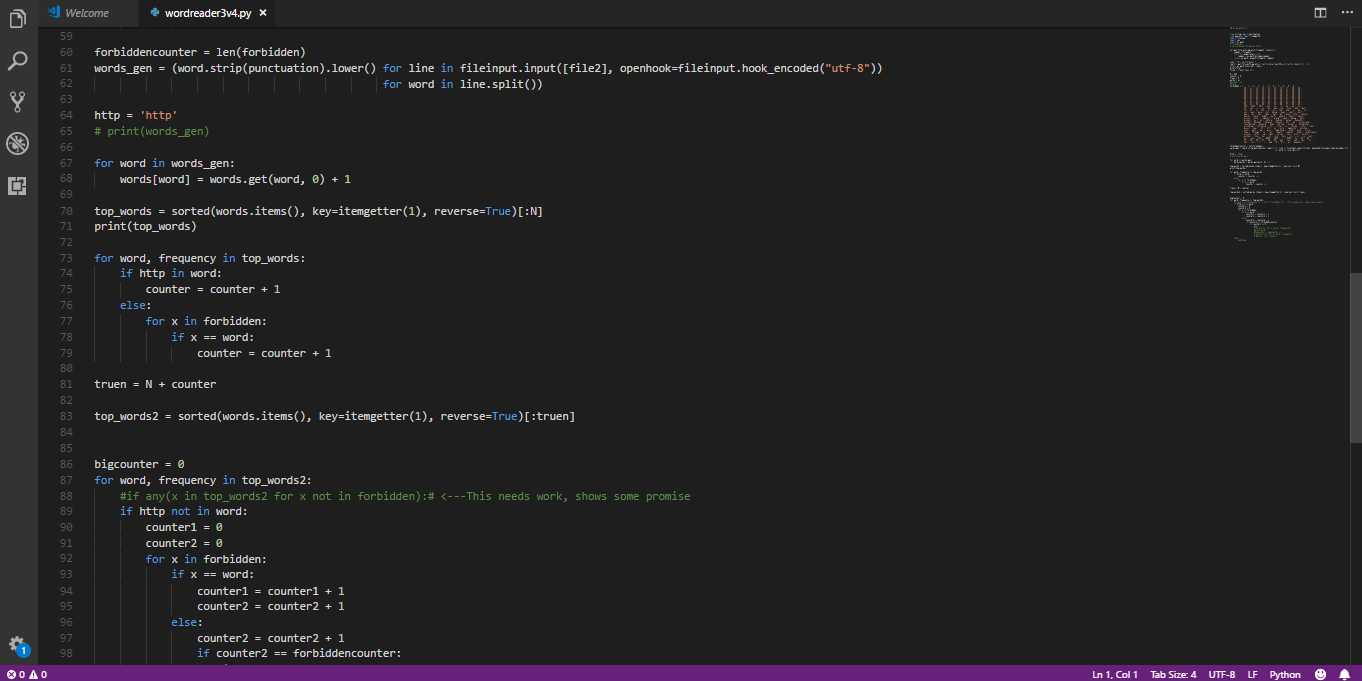 Welcome
wordreader3v4.py
59
60 forbiddencounter = len(forbidden)
61 words_gen = (word.strip(punctuation).lower() for line in fileinput.input([file2], openhook=fileinput.hook_encoded("utf-8"))
62 for word in line.split())
63
64 http = 'http'
65 # print(words_gen)
66
67 for word in words_gen:
68 words[word] = words.get(word, 0) + 1
69
70 top_words = sorted(words.items(), key=itemgetter(1), reverse=True)[:N]
71 print(top_words)
72
73 for word, frequency in top_words:
74 if http in word:
75 counter = counter + 1
76 else:
77 for x in forbidden:
78 if x == word:
79 counter = counter + 1
80
81 truen = N + counter
82
83 top_words2 = sorted(words.items(), key=itemgetter(1), reverse=True)[:truen]
84
85
86 bigcounter = 0
87 for word, frequency in top_words2:
88 #if any(x in top_words2 for x not in forbidden):# <---This needs work, shows some promise
89 if http not in word:
90 counter1 = 0
91 counter2 = 0
92 for x in forbidden:
93 if x == word:
94 counter1 = counter1 + 1
95 counter2 = counter2 + 1
96 else:
97 counter2 = counter2 + 1
98 if counter2 == forbiddencounter:
1
0 0
Ln 1, Col 1 Tab Size: 4 UTF-8 LF Python